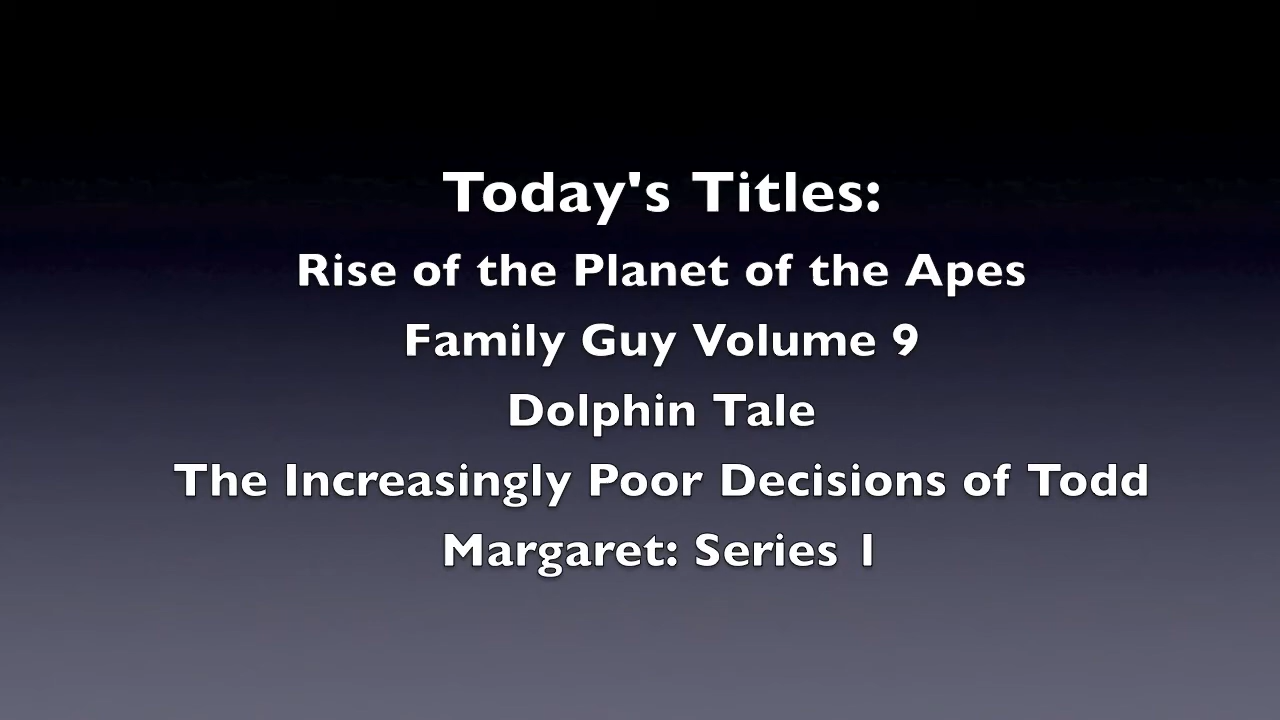 Today's Titles:
Rise of the Planet of the Apes
Family Guy Volume 9
Dolphin Tale
The Increasingly Poor Decisions of Todd
Margaret: Series 1